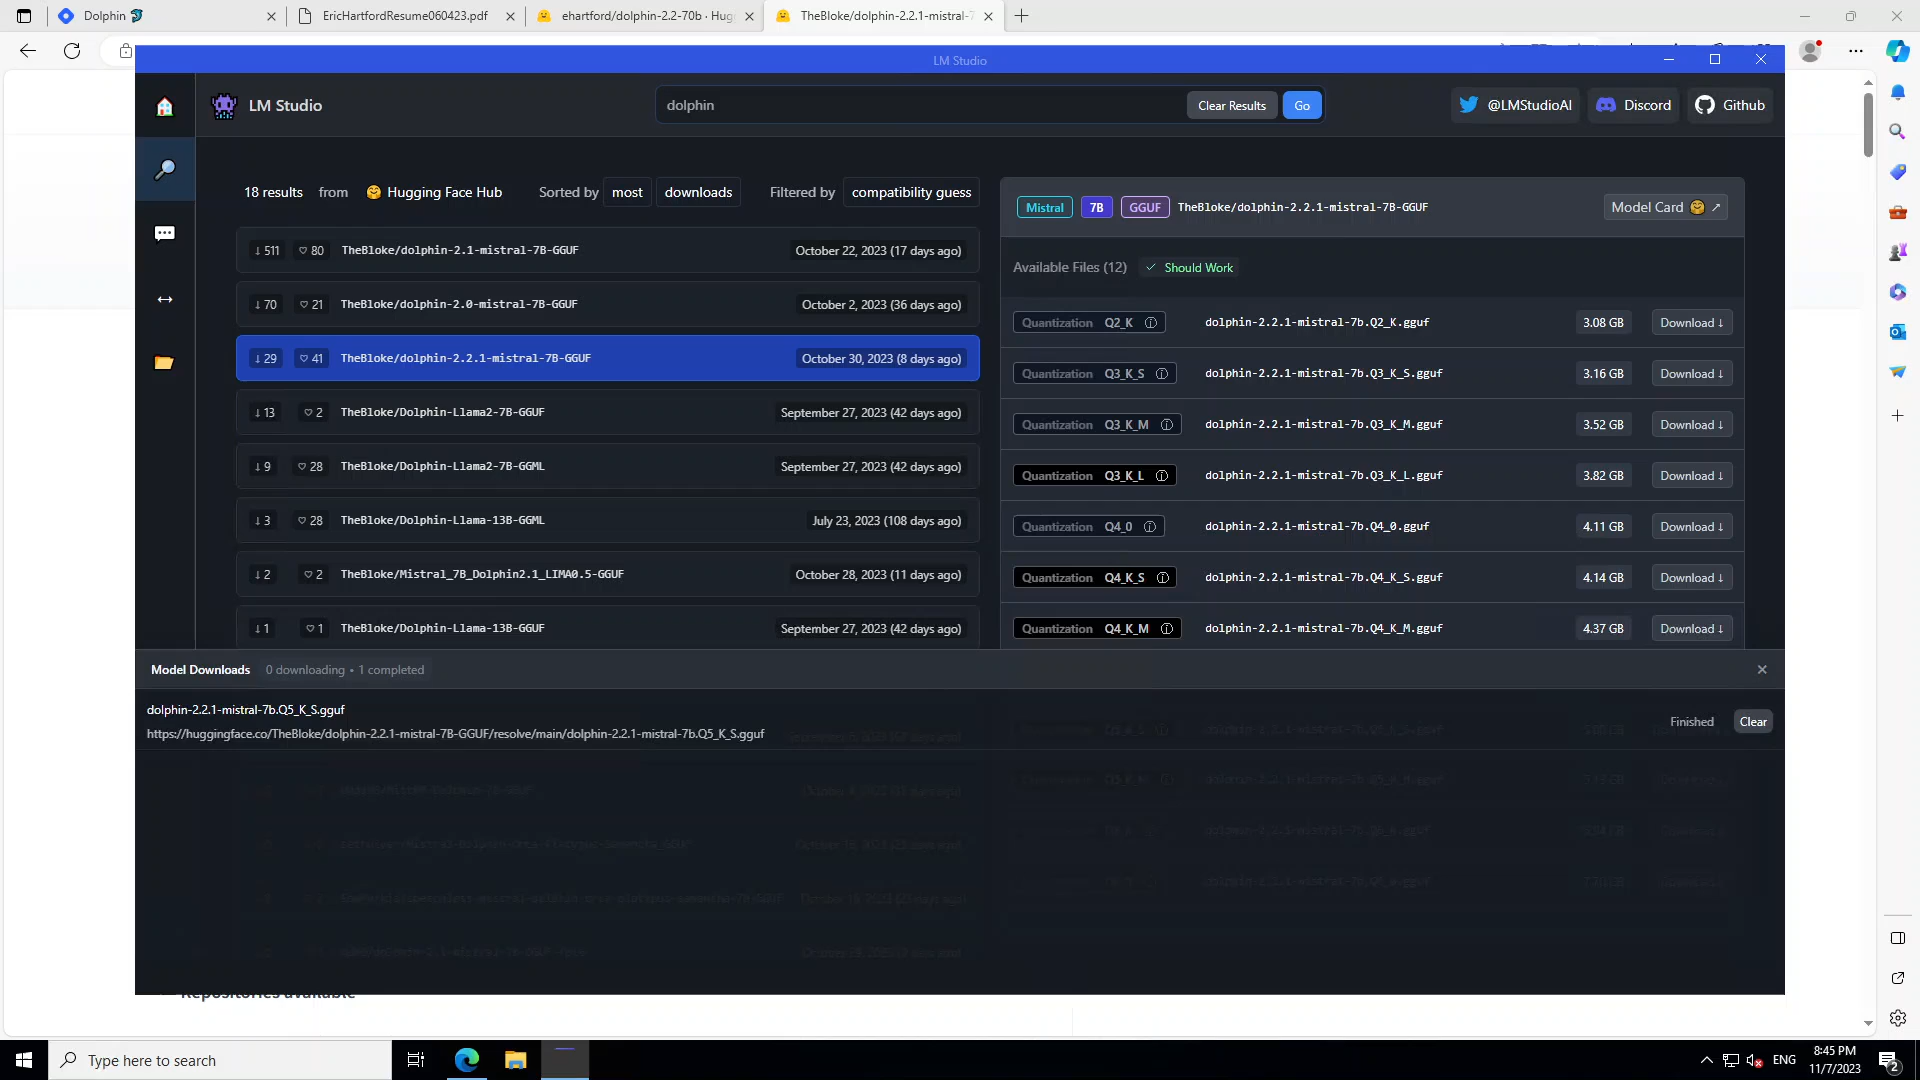 Dolphin
EricHartfordResume060423.pdf
ehartford/dolphin-2.2-70b · Hug
TheBloke/dolphin-2.2.1-mistral-7
LM Studio
LM Studio
dolphin
Clear Results
Go
@LMStudioAI
Discord
Github
18 results from Hugging Face Hub
Sorted by most downloads
Filtered by compatibility guess
↓ 511 ♡ 80 TheBloke/dolphin-2.1-mistral-7B-GGUF October 22, 2023 (17 days ago)
↓ 70 ♡ 21 TheBloke/dolphin-2.0-mistral-7B-GGUF October 2, 2023 (36 days ago)
↓ 29 ♡ 41 TheBloke/dolphin-2.2.1-mistral-7B-GGUF October 30, 2023 (8 days ago)
↓ 13 ♡ 2 TheBloke/Dolphin-Llama2-7B-GGUF September 27, 2023 (42 days ago)
↓ 9 ♡ 28 TheBloke/Dolphin-Llama2-7B-GGML September 27, 2023 (42 days ago)
↓ 3 ♡ 28 TheBloke/Dolphin-Llama-13B-GGML July 23, 2023 (108 days ago)
↓ 2 ♡ 2 TheBloke/Mistral_7B_Dolphin2.1_LIMA0.5-GGUF October 28, 2023 (11 days ago)
↓ 1 ♡ 1 TheBloke/Dolphin-Llama-13B-GGUF September 27, 2023 (42 days ago)
Mistral 7B GGUF TheBloke/dolphin-2.2.1-mistral-7B-GGUF Model Card ↗
Available Files (12) ✓ Should Work
Quantization Q2_K dolphin-2.2.1-mistral-7b.Q2_K.gguf 3.08 GB Download ↓
Quantization Q3_K_S dolphin-2.2.1-mistral-7b.Q3_K_S.gguf 3.16 GB Download ↓
Quantization Q3_K_M dolphin-2.2.1-mistral-7b.Q3_K_M.gguf 3.52 GB Download ↓
Quantization Q3_K_L dolphin-2.2.1-mistral-7b.Q3_K_L.gguf 3.82 GB Download ↓
Quantization Q4_0 dolphin-2.2.1-mistral-7b.Q4_0.gguf 4.11 GB Download ↓
Quantization Q4_K_S dolphin-2.2.1-mistral-7b.Q4_K_S.gguf 4.14 GB Download ↓
Quantization Q4_K_M dolphin-2.2.1-mistral-7b.Q4_K_M.gguf 4.37 GB Download ↓
Model Downloads 0 downloading • 1 completed
dolphin-2.2.1-mistral-7b.Q5_K_S.gguf
https://huggingface.co/TheBloke/dolphin-2.2.1-mistral-7B-GGUF/resolve/main/dolphin-2.2.1-mistral-7b.Q5_K_S.gguf
Finished
Clear
Repositories available
Type here to search
ENG
8:45 PM
11/7/2023
2